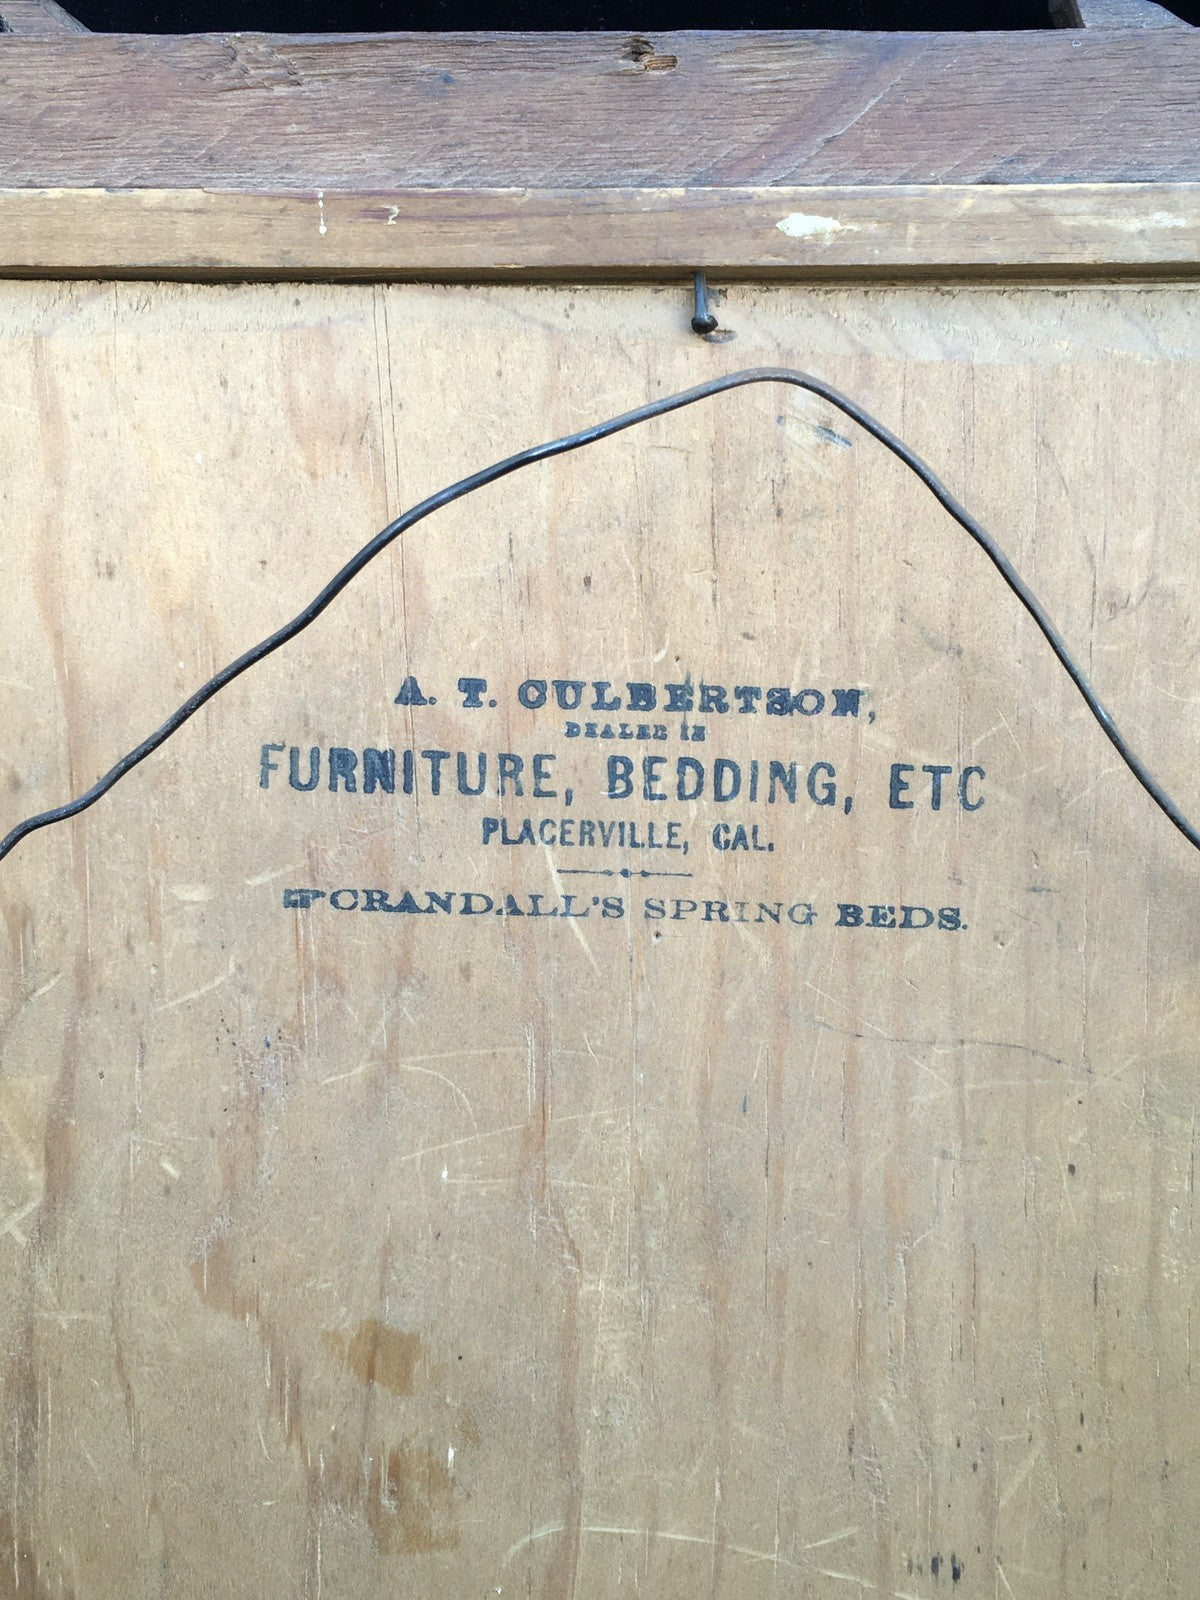 A. T. CULBERTSON,
DEALER IN
FURNITURE, BEDDING, ETC
PLACERVILLE, CAL.
☞CRANDALL'S SPRING BEDS.